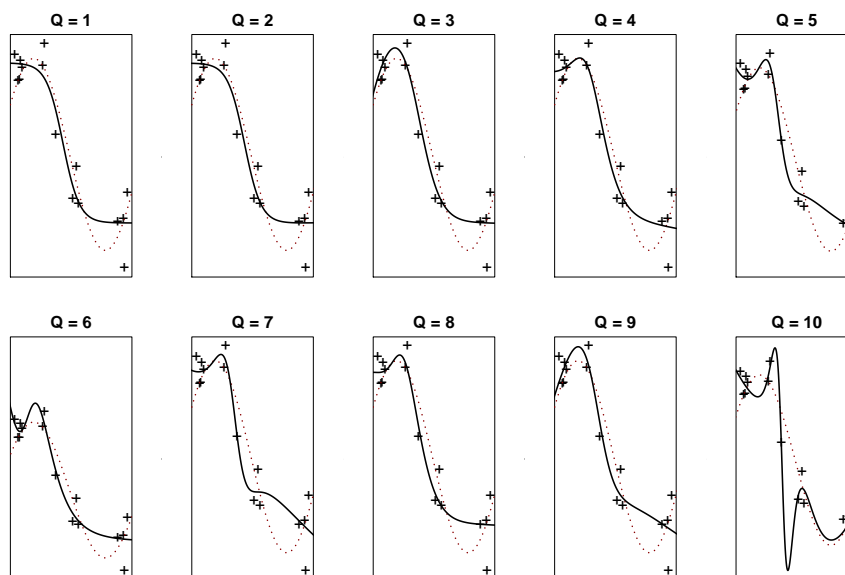 Q = 1 Q = 2 Q = 3 Q = 4 Q = 5
Q = 6 Q = 7 Q = 8 Q = 9 Q = 10